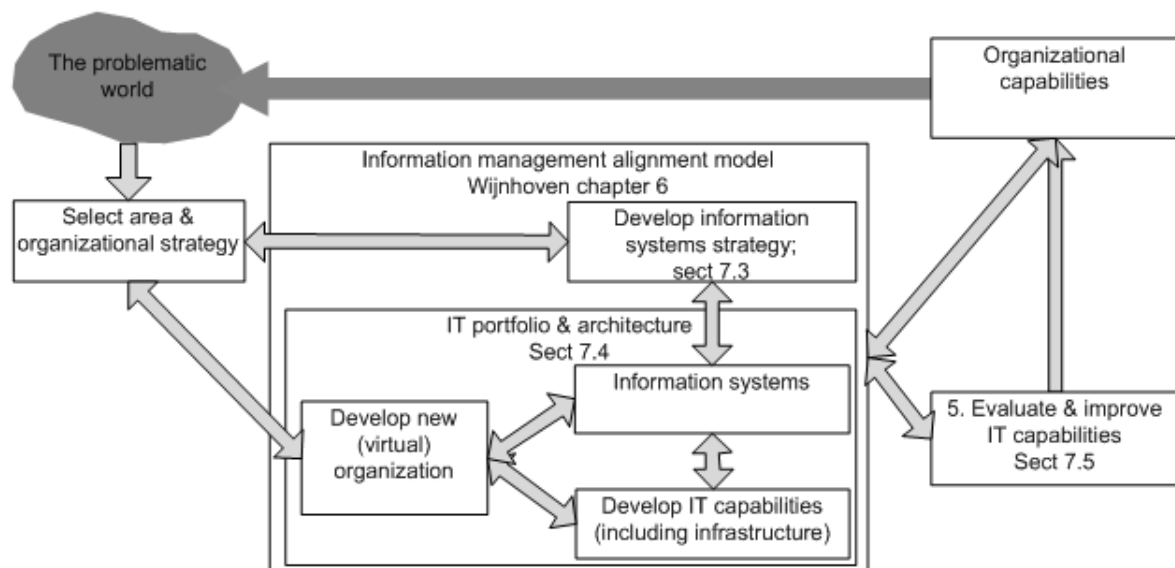 The problematic
world
Organizational
capabilities
Information management alignment model
Wijnhoven chapter 6
Select area &
organizational strategy
Develop information
systems strategy;
sect 7.3
IT portfolio & architecture
Sect 7.4
Information systems
Develop new
(virtual)
organization
5. Evaluate & improve
IT capabilities
Sect 7.5
Develop IT capabilities
(including infrastructure)